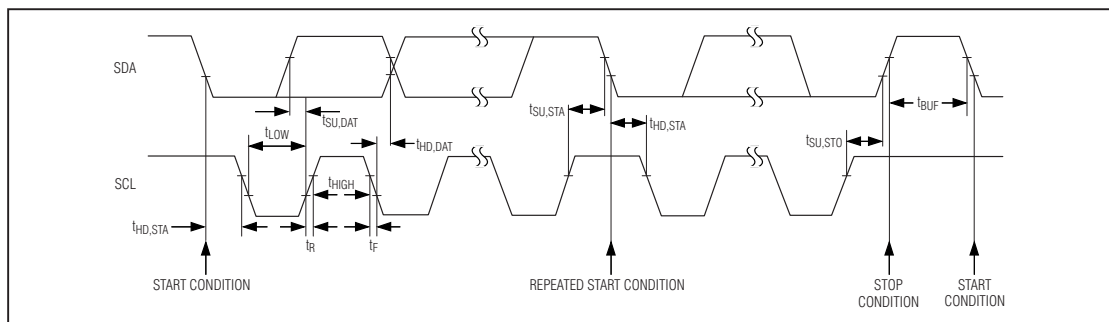 SDA
tSU,DAT
tLOW
tHD,DAT
tSU,STA
tHD,STA
tBUF
tSU,STO
SCL
tHIGH
tHD,STA
tR
tF
START CONDITION
REPEATED START CONDITION
STOP
CONDITION
START
CONDITION